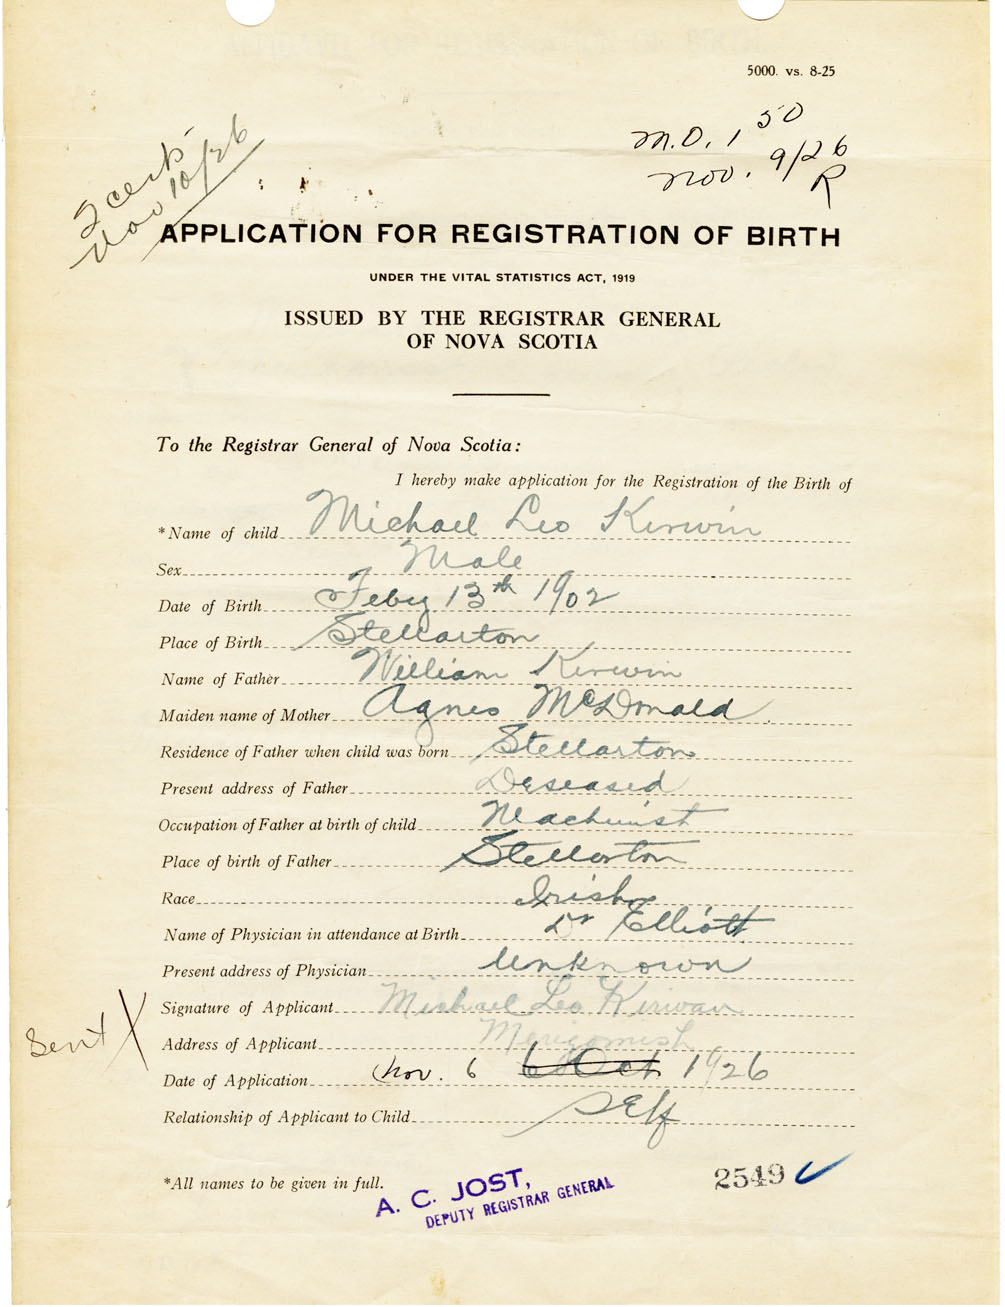 5000. vs. 8-25
M.O. 1 50
Nov. 9/26
R
2 certs
Nov 10/26
APPLICATION FOR REGISTRATION OF BIRTH
UNDER THE VITAL STATISTICS ACT, 1919
ISSUED BY THE REGISTRAR GENERAL
OF NOVA SCOTIA
To the Registrar General of Nova Scotia:
I hereby make application for the Registration of the Birth of
*Name of child Michael Leo Kirwin
Sex Male
Date of Birth Feby 13th 1902
Place of Birth Stellarton
Name of Father William Kirwin
Maiden name of Mother Agnes McDonald
Residence of Father when child was born Stellarton
Present address of Father Deseased
Occupation of Father at birth of child Machinist
Place of birth of Father Stellarton
Race Irish
Name of Physician in attendance at Birth Dr Elliott
Present address of Physician Unknown
Signature of Applicant Michael Leo Kirwan
Sent X
Address of Applicant Merigomish
Date of Application Nov. 6 6 Oct 1926
Relationship of Applicant to Child Self
*All names to be given in full.
A. C. JOST,
DEPUTY REGISTRAR GENERAL
2549